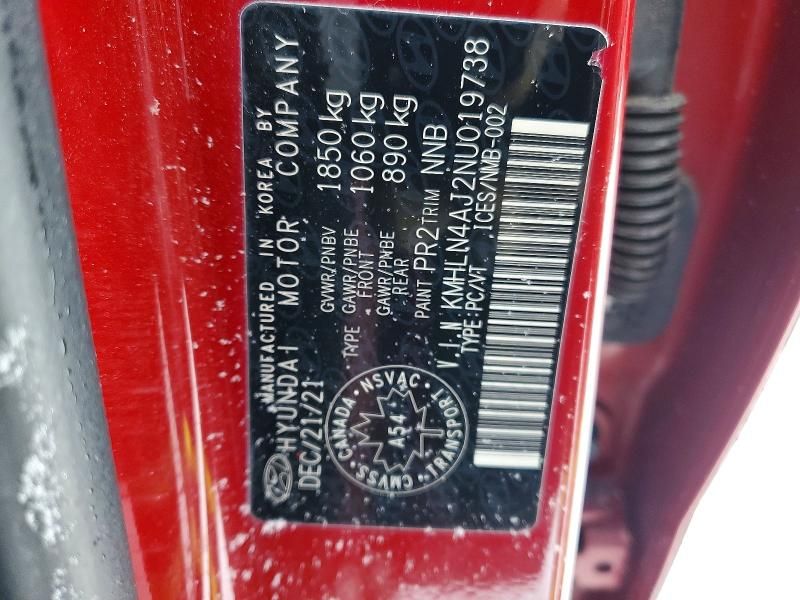 MANUFACTURED IN KOREA BY
HYUNDAI MOTOR COMPANY
DEC/21/21
GVWR/PNBV 1850 kg
TYPE GAWR/PNBE FRONT 1060 kg
GAWR/PNBE REAR 890 kg
PAINT PR2 TRIM NNB
V.I.N KMHLN4AJ2NU019738
TYPE:PC/VT ICES/NMB-002
CANADA · NSVAC · TRANSPORT · CMVSS
A54